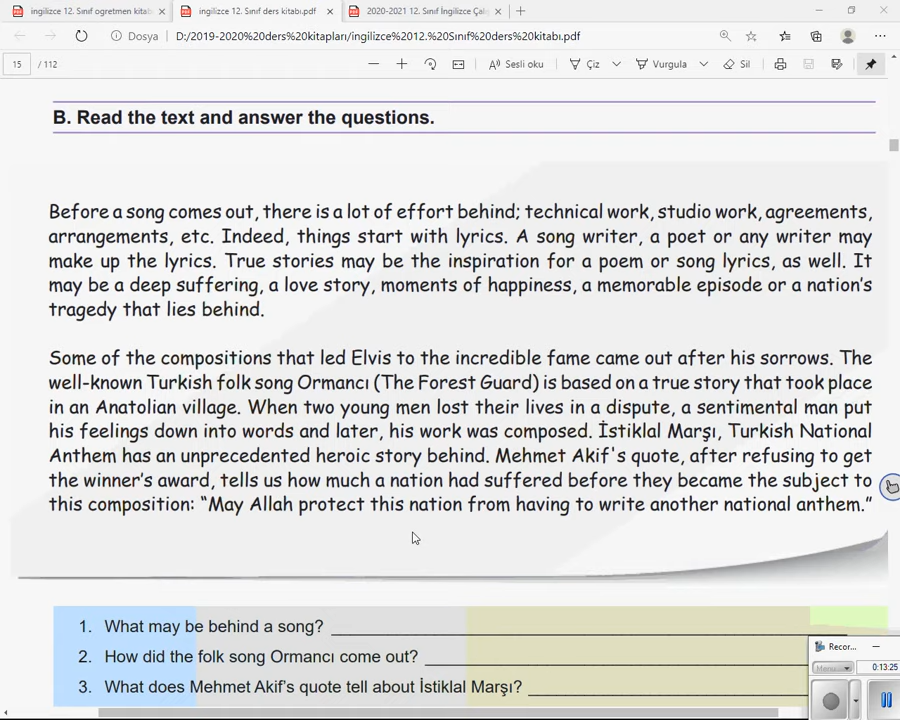 ingilizce 12. Sınıf ogretmen kitabı
ingilizce 12. Sınıf ders kitabı.pdf
2020-2021 12. Sınıf İngilizce Çalış
Dosya
D:/2019-2020%20ders%20kitapları/ingilizce%2012.%20Sınıf%20ders%20kitabı.pdf
15 / 112
Sesli oku
Çiz
Vurgula
Sil
B. Read the text and answer the questions.
Before a song comes out, there is a lot of effort behind; technical work, studio work, agreements,
arrangements, etc. Indeed, things start with lyrics. A song writer, a poet or any writer may
make up the lyrics. True stories may be the inspiration for a poem or song lyrics, as well. It
may be a deep suffering, a love story, moments of happiness, a memorable episode or a nation's
tragedy that lies behind.
Some of the compositions that led Elvis to the incredible fame came out after his sorrows. The
well-known Turkish folk song Ormancı (The Forest Guard) is based on a true story that took place
in an Anatolian village. When two young men lost their lives in a dispute, a sentimental man put
his feelings down into words and later, his work was composed. İstiklal Marşı, Turkish National
Anthem has an unprecedented heroic story behind. Mehmet Akif's quote, after refusing to get
the winner's award, tells us how much a nation had suffered before they became the subject to
this composition: “May Allah protect this nation from having to write another national anthem.”
1. What may be behind a song?
2. How did the folk song Ormancı come out?
3. What does Mehmet Akif's quote tell about İstiklal Marşı?
Recor...
0:13:25